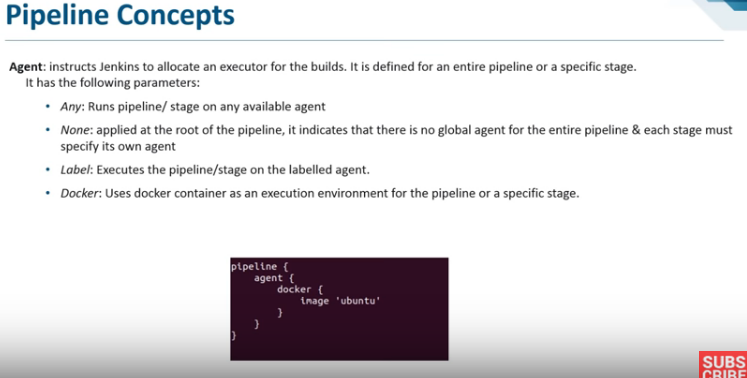 Pipeline Concepts
Agent: instructs Jenkins to allocate an executor for the builds. It is defined for an entire pipeline or a specific stage.
It has the following parameters:
• Any: Runs pipeline/ stage on any available agent
• None: applied at the root of the pipeline, it indicates that there is no global agent for the entire pipeline & each stage must
specify its own agent
• Label: Executes the pipeline/stage on the labelled agent.
• Docker: Uses docker container as an execution environment for the pipeline or a specific stage.
pipeline {
agent {
docker {
image 'ubuntu'
}
}
}
SUBS
CRIBE